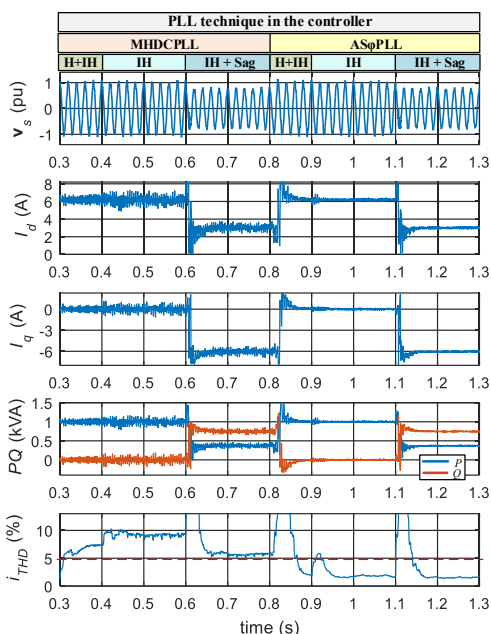 PLL technique in the controller
MHDCPLL ASφPLL
H+IH IH IH + Sag H+IH IH IH + Sag
v_s (pu)
1
0
-1
0.3 0.4 0.5 0.6 0.7 0.8 0.9 1.0 1.1 1.2 1.3
I_d (A)
8
6
4
2
0
0.3 0.4 0.5 0.6 0.7 0.8 0.9 1.0 1.1 1.2 1.3
I_q (A)
0
-3
-6
0.3 0.4 0.5 0.6 0.7 0.8 0.9 1.0 1.1 1.2 1.3
PQ (kVA)
1.5
1
0.5
0
P
Q
0.3 0.4 0.5 0.6 0.7 0.8 0.9 1.0 1.1 1.2 1.3
i_THD (%)
10
5
0
0.3 0.4 0.5 0.6 0.7 0.8 0.9 1.0 1.1 1.2 1.3
time (s)